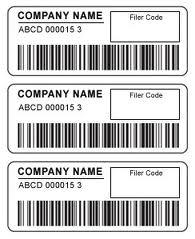 COMPANY NAME
Filer Code
ABCD 000015 3
COMPANY NAME
Filer Code
ABCD 000015 3
COMPANY NAME
Filer Code
ABCD 000015 3